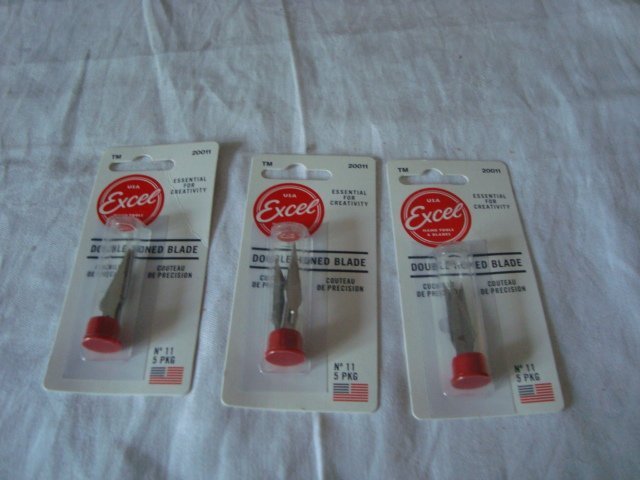 TM 20011
USA
Excel
ESSENTIAL
FOR
CREATIVITY
HAND TOOLS
DOUBLE HONED BLADE
COUTEAU
DE PRECISION
Nº 11
5 PKG
TM 20011
USA
Excel
ESSENTIAL
FOR
CREATIVITY
DOUBLE HONED BLADE
COUTEAU
DE PRECISION
Nº 11
5 PKG
TM 20011
USA
Excel
HAND TOOLS
& BLADES
ESSENTIAL
FOR
CREATIVITY
DOUBLE HONED BLADE
COUTEAU
DE PRECISION
Nº 11
5 PKG